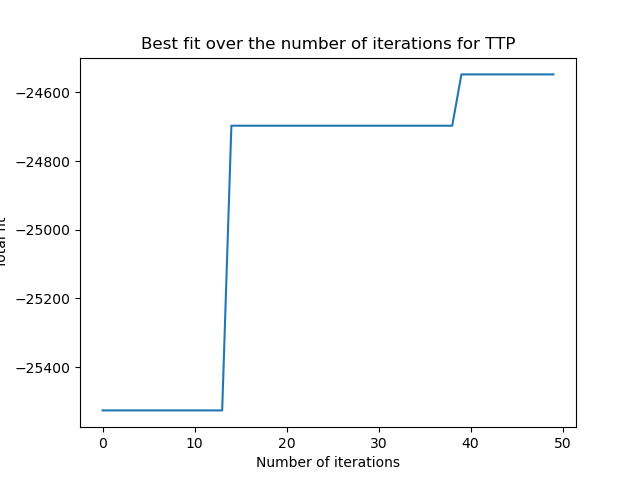 Best fit over the number of iterations for TTP
−24600
−24800
−25000
−25200
−25400
fit
0 10 20 30 40 50
Number of iterations